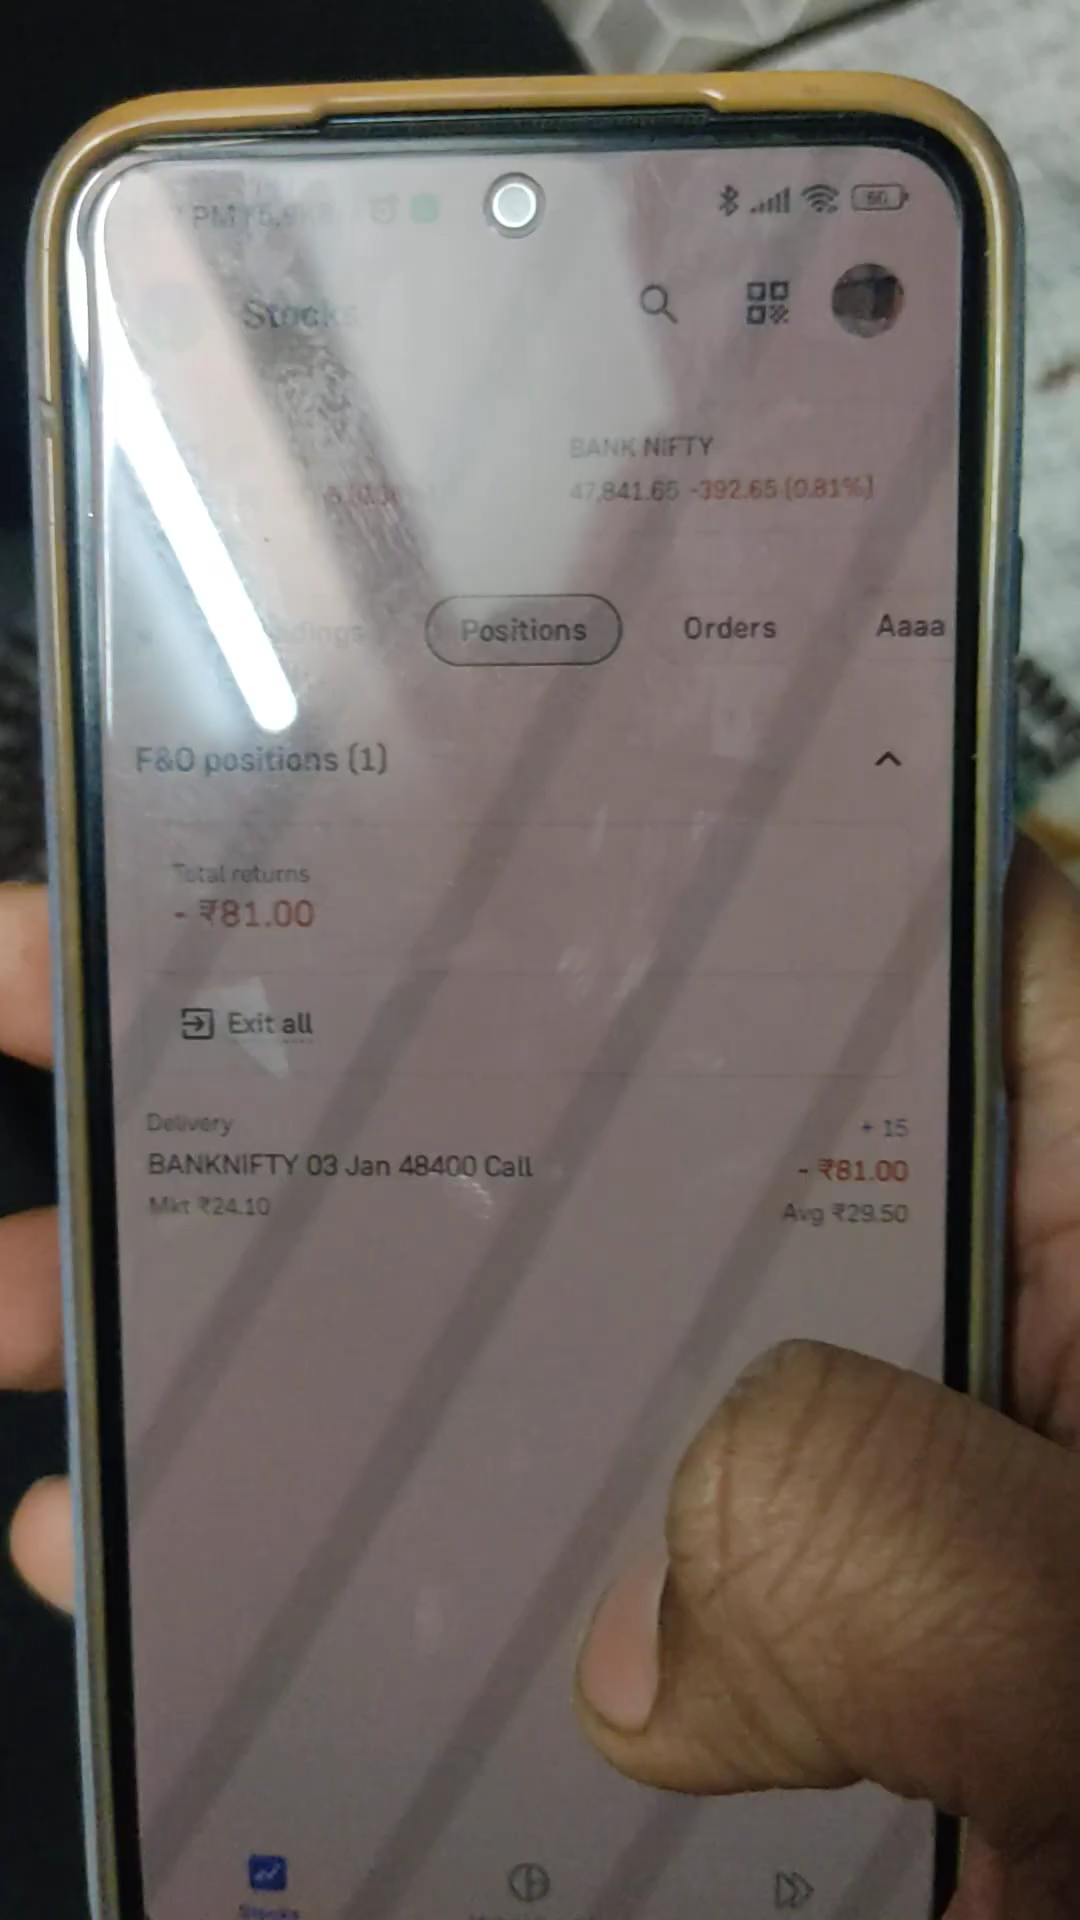 Stocks
BANK NIFTY
47,841.65 -392.65 (0.81%)
Positions
Orders
Aaaa
F&O positions (1)
Total returns
- ₹81.00
Exit all
Delivery
+ 15
BANKNIFTY 03 Jan 48400 Call
- ₹81.00
Mkt ₹24.10
Avg ₹29.50
Stocks